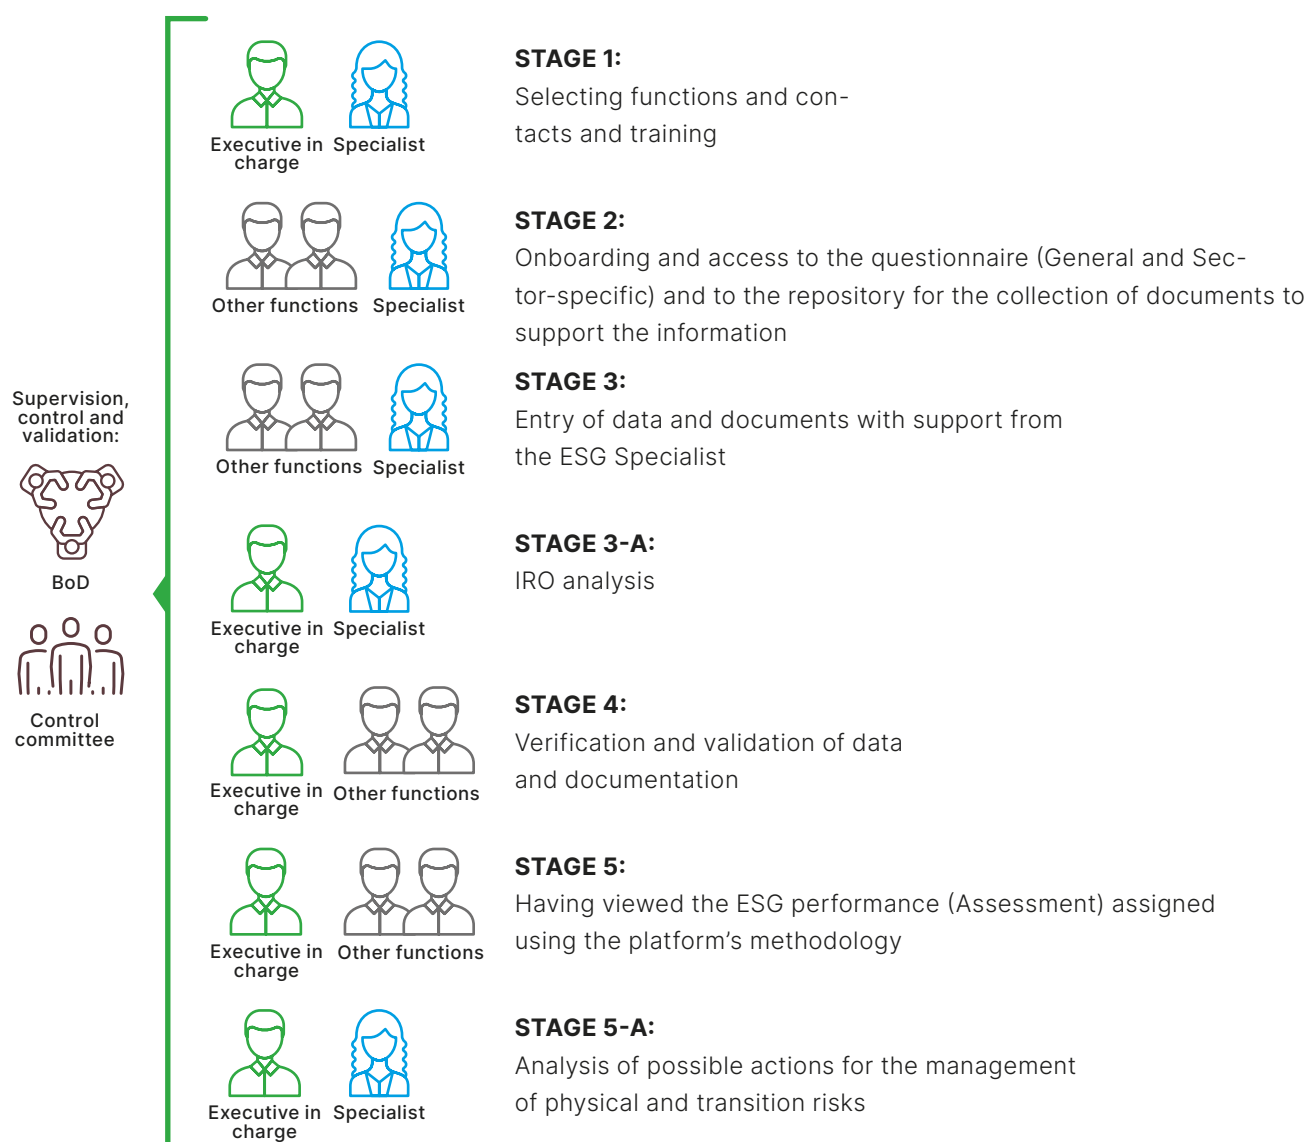 Supervision,
control and
validation:
BoD
Control
committee
Executive in
charge
Specialist
STAGE 1:
Selecting functions and con-
tacts and training
Other functions
Specialist
STAGE 2:
Onboarding and access to the questionnaire (General and Sec-
tor-specific) and to the repository for the collection of documents to
support the information
Other functions
Specialist
STAGE 3:
Entry of data and documents with support from
the ESG Specialist
Executive in
charge
Specialist
STAGE 3-A:
IRO analysis
Executive in
charge
Other functions
STAGE 4:
Verification and validation of data
and documentation
Executive in
charge
Other functions
STAGE 5:
Having viewed the ESG performance (Assessment) assigned
using the platform’s methodology
Executive in
charge
Specialist
STAGE 5-A:
Analysis of possible actions for the management
of physical and transition risks